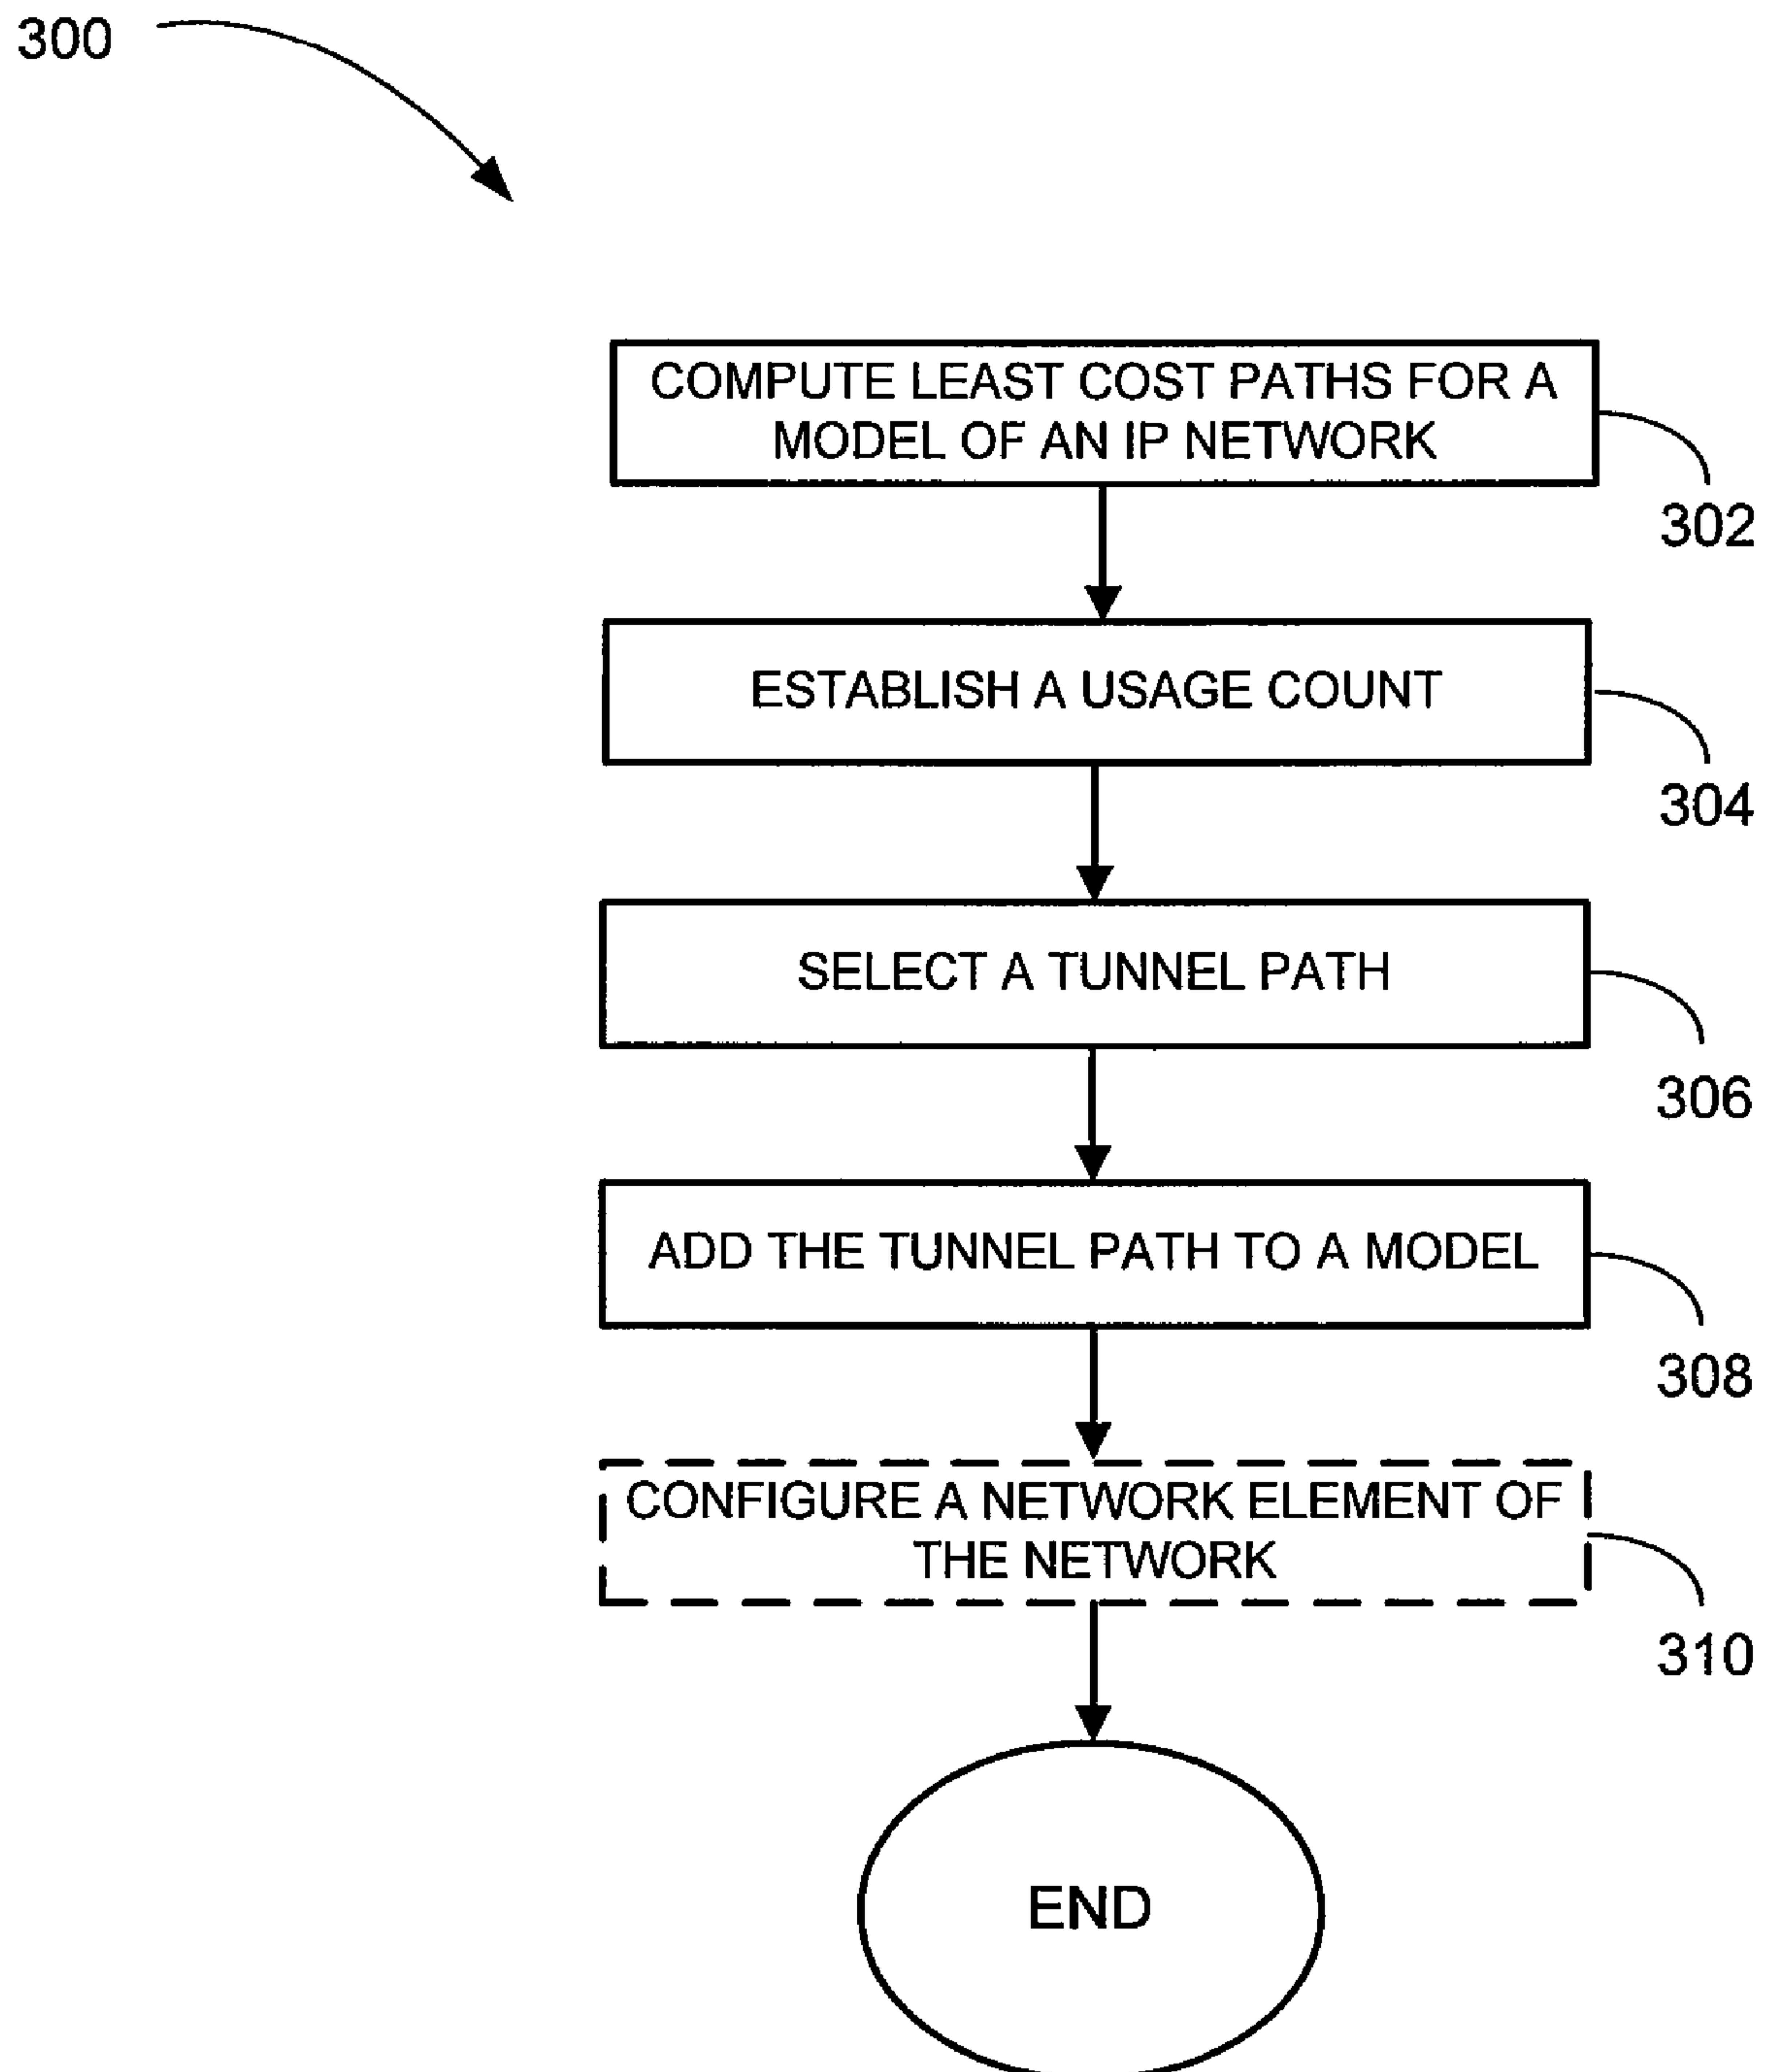 300
COMPUTE LEAST COST PATHS FOR A
MODEL OF AN IP NETWORK
302
ESTABLISH A USAGE COUNT
304
SELECT A TUNNEL PATH
306
ADD THE TUNNEL PATH TO A MODEL
308
CONFIGURE A NETWORK ELEMENT OF
THE NETWORK
310
END